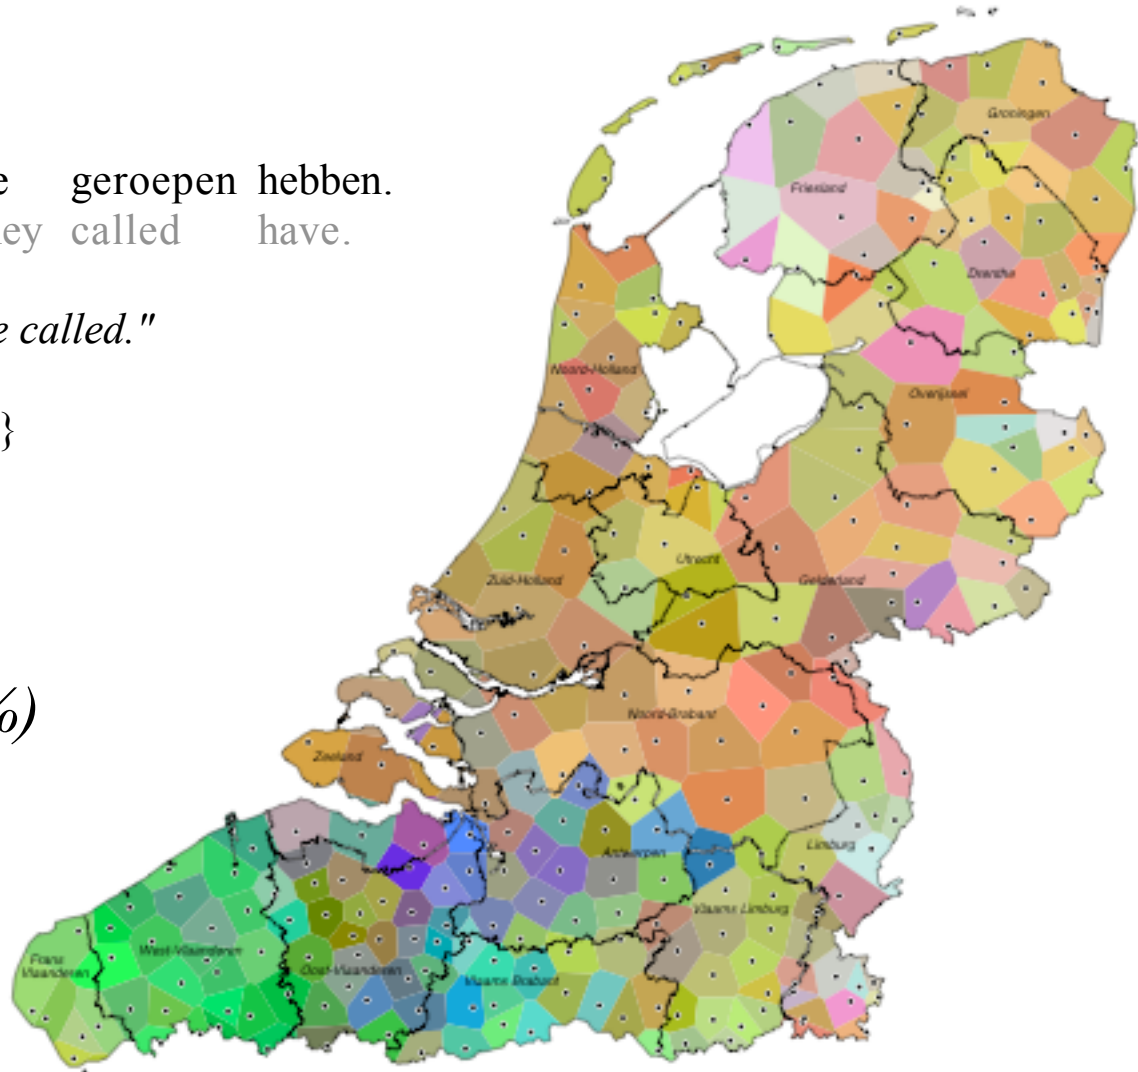 e geroepen hebben.
ey called have.
e called."
}
%)
Groningen
Friesland
Drenthe
Noord-Holland
Overijssel
Utrecht
Zuid-Holland
Gelderland
Noord-Brabant
Zeeland
Antwerpen
Limburg
Vlaams Limburg
West-Vlaanderen
Frans
Vlaanderen
Oost-Vlaanderen
Vlaams Brabant